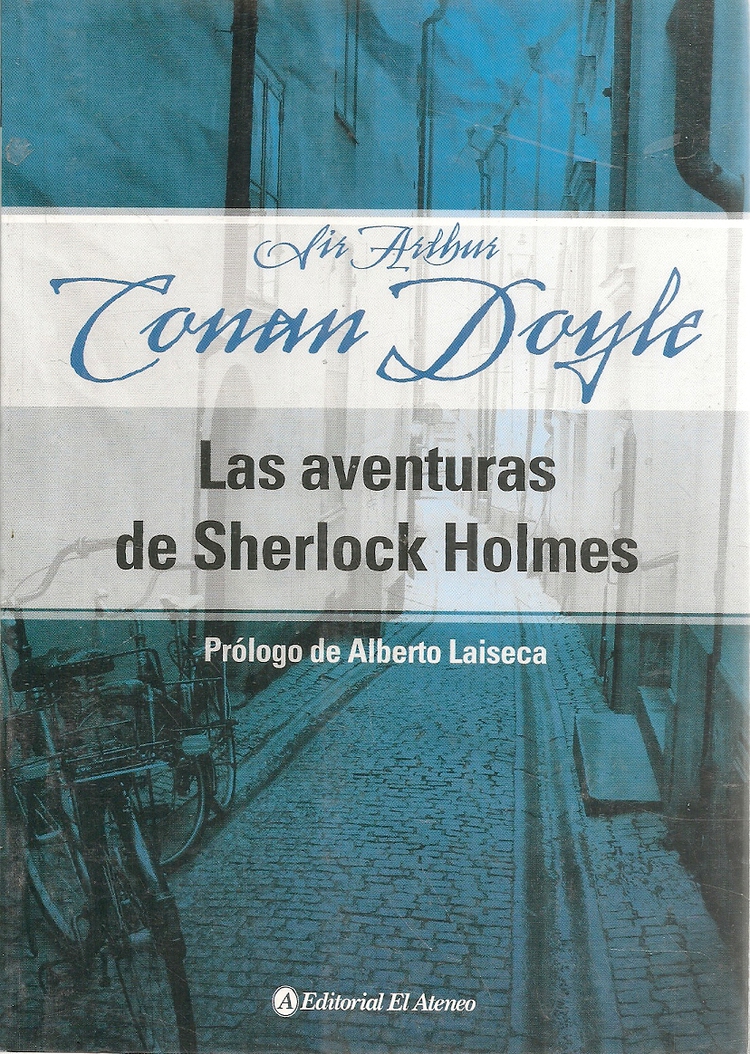 Sir Arthur
Conan Doyle
Las aventuras
de Sherlock Holmes
Prólogo de Alberto Laiseca
A Editorial El Ateneo